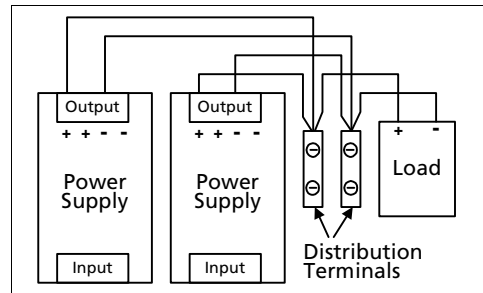 Output
+ + - -
Power
Supply
Input
Output
+ + - -
Power
Supply
Input
+ -
Load
Distribution
Terminals